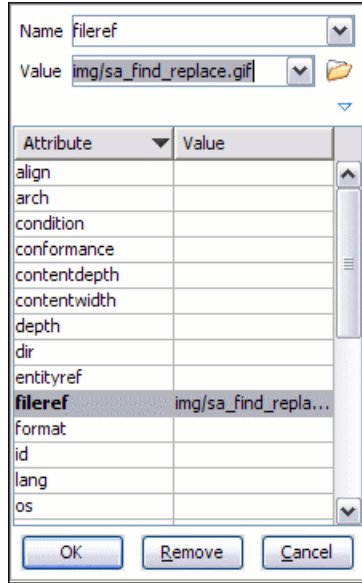 Name fileref
Value img/sa_find_replace.gif
Attribute Value
align
arch
condition
conformance
contentdepth
contentwidth
depth
dir
entityref
fileref img/sa_find_repla...
format
id
lang
os
OK Remove Cancel